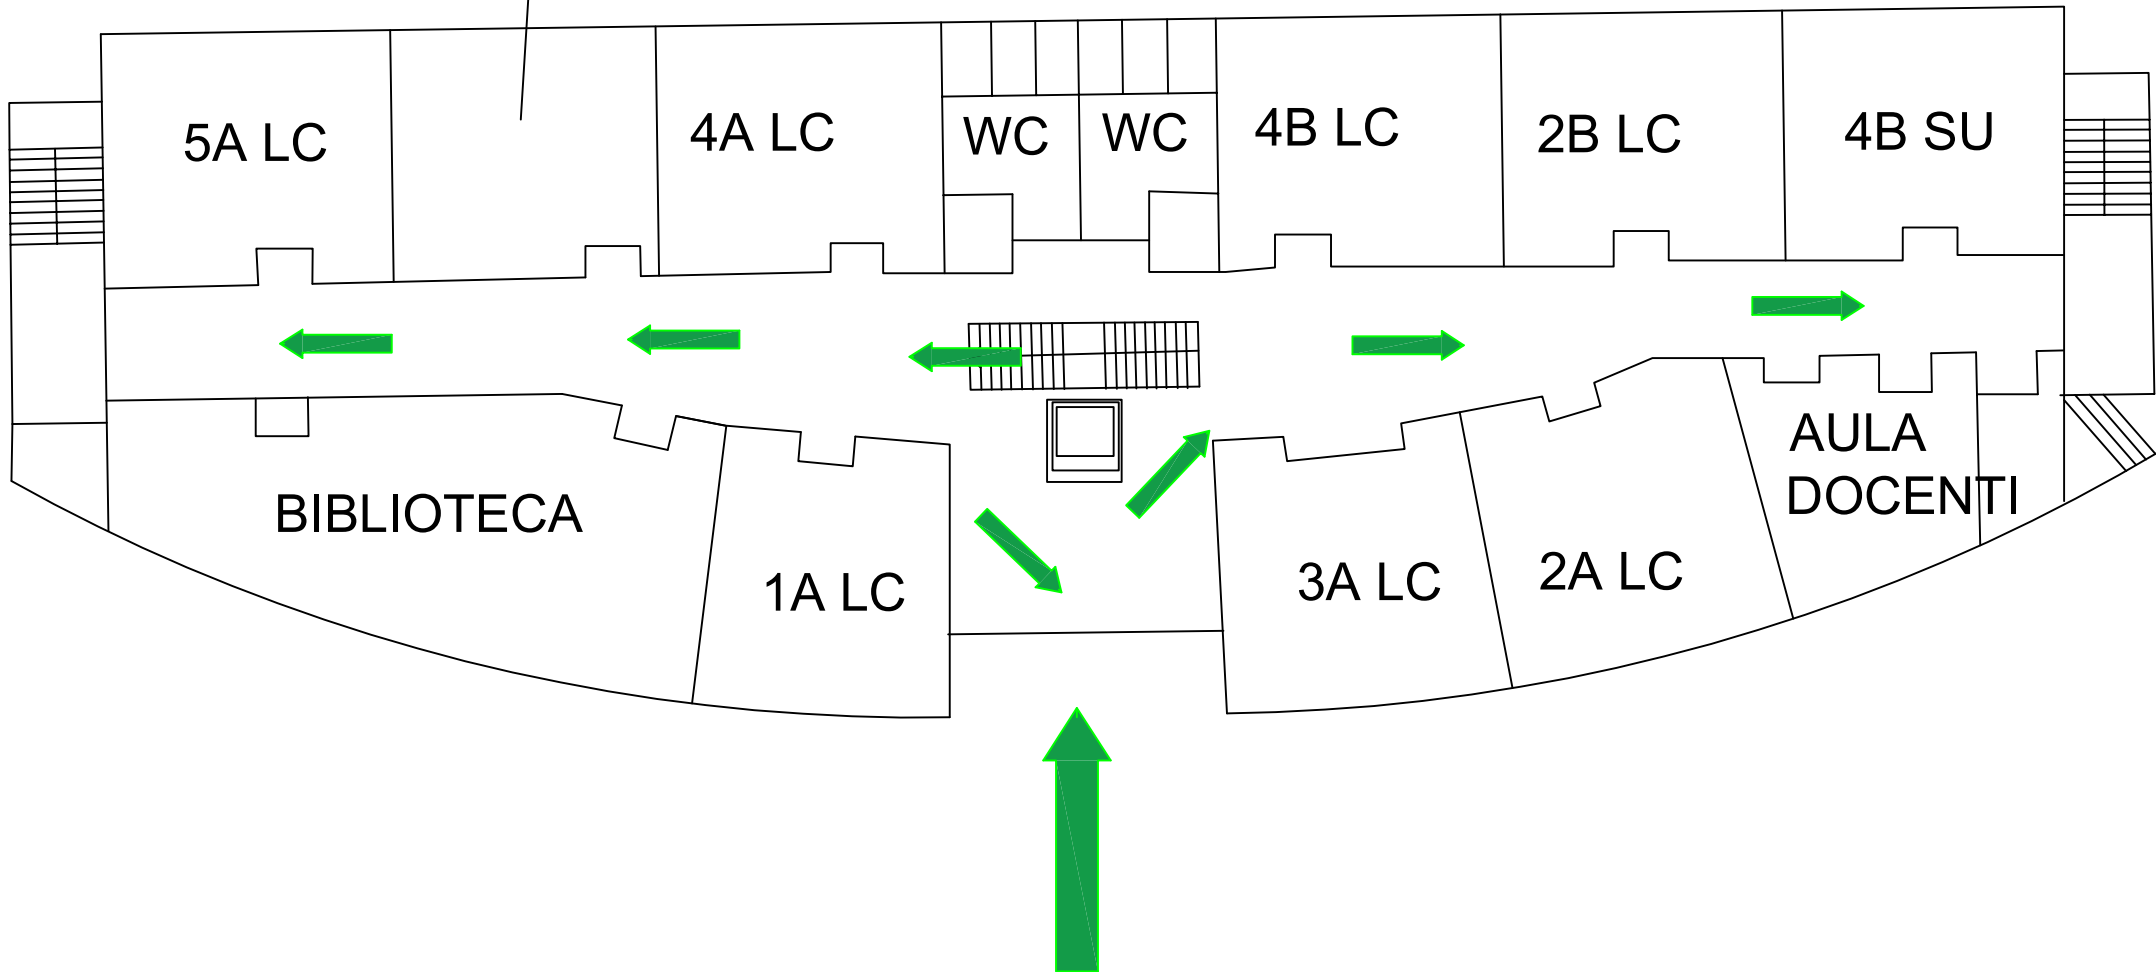 5A LC
4A LC
WC
WC
4B LC
2B LC
4B SU
BIBLIOTECA
1A LC
3A LC
2A LC
AULA
DOCENTI